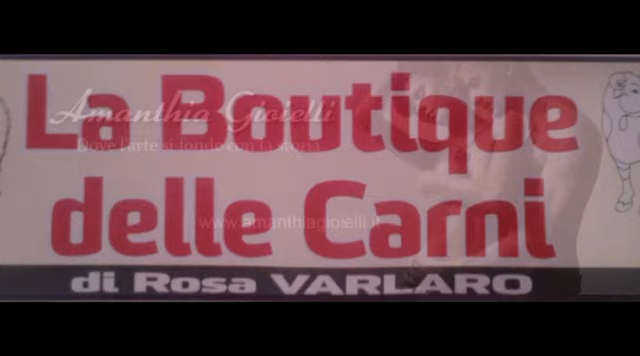 La Boutique
Amanthia Gioielli
Dove l'arte si fonde con la storia
delle Carni
www.amanthiagioielli.it
di Rosa VARLARO